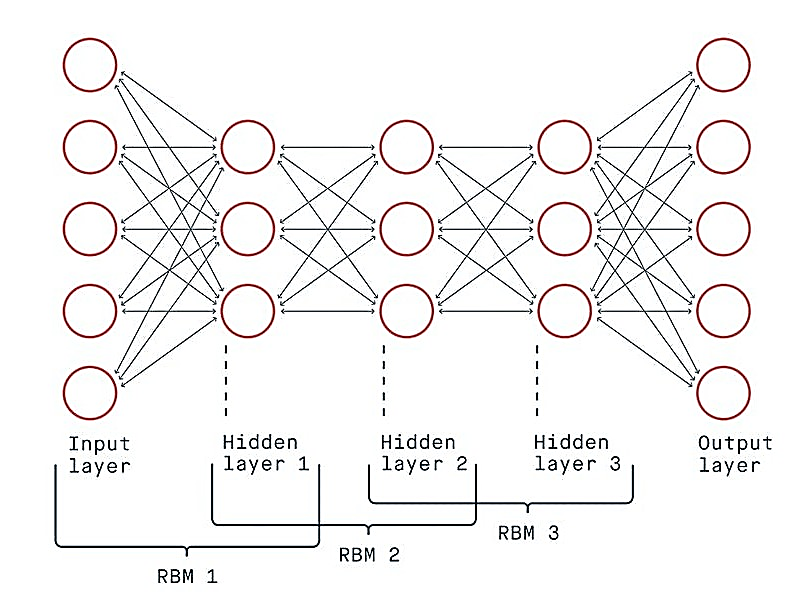 Input
layer
Hidden
layer 1
Hidden
layer 2
Hidden
layer 3
Output
layer
RBM 3
RBM 2
RBM 1